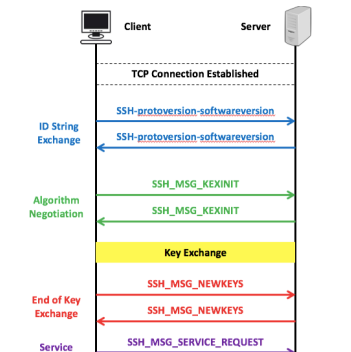 Client
Server
TCP Connection Established
SSH-protoversion-softwareversion
ID String
Exchange
SSH-protoversion-softwareversion
SSH_MSG_KEXINIT
Algorithm
Negotiation
SSH_MSG_KEXINIT
Key Exchange
SSH_MSG_NEWKEYS
End of Key
Exchange
SSH_MSG_NEWKEYS
SSH_MSG_SERVICE_REQUEST
Service